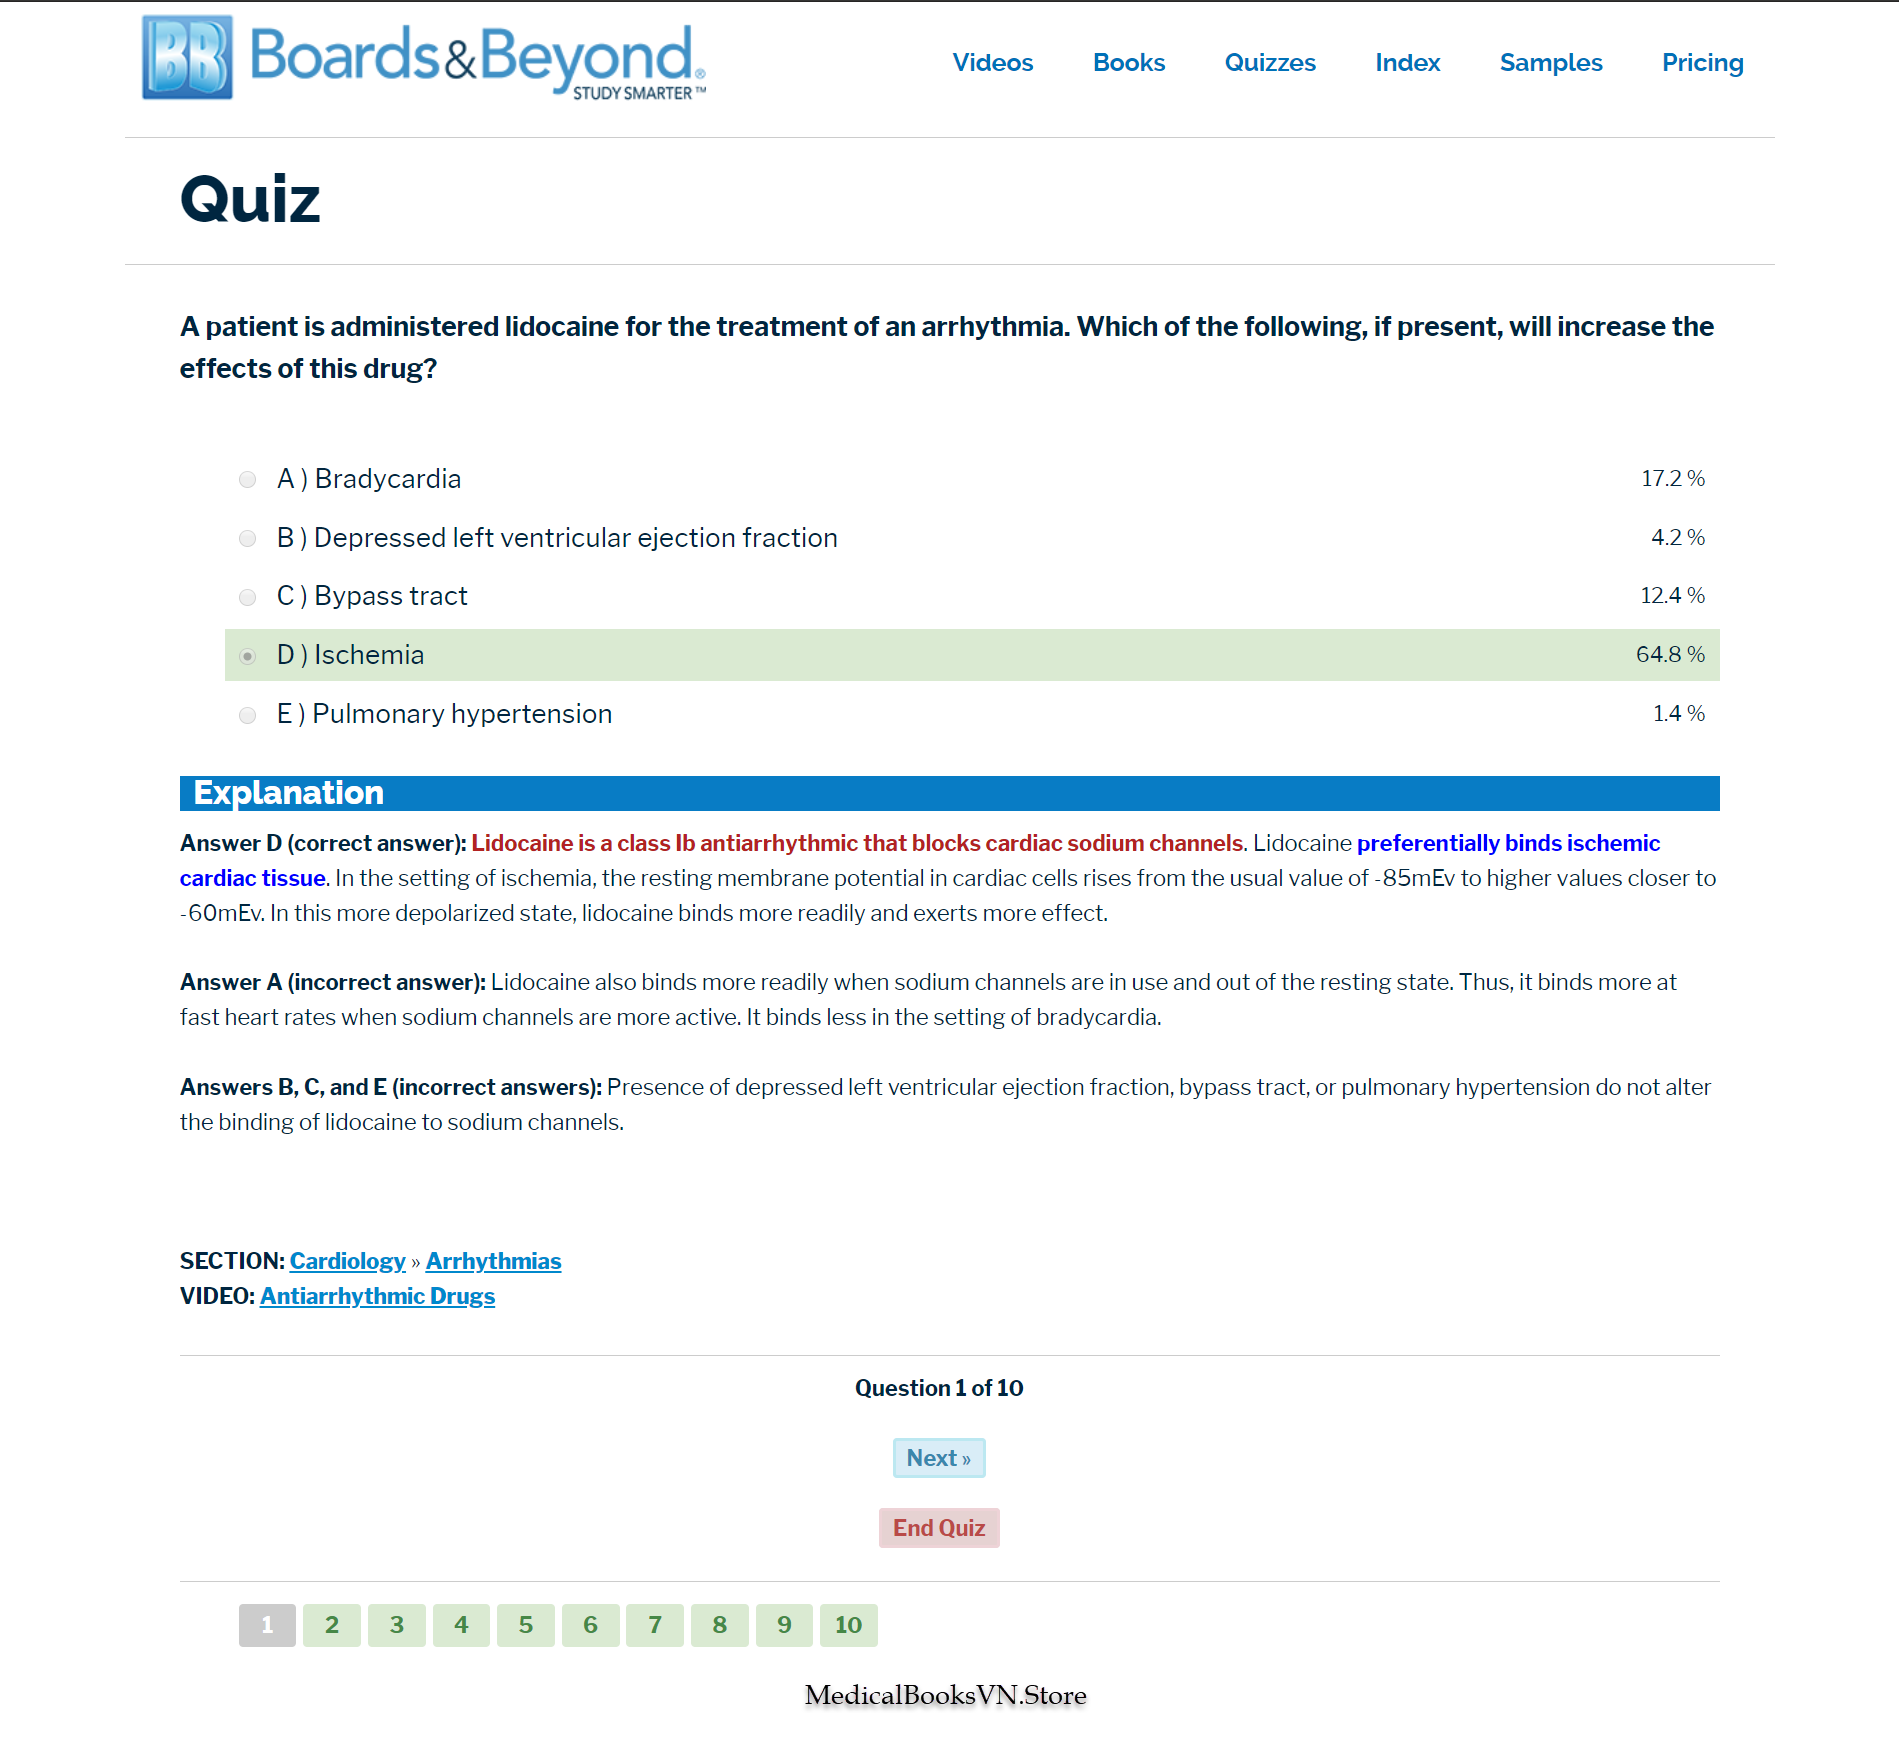 BB Boards&Beyond®
STUDY SMARTER™
Videos Books Quizzes Index Samples Pricing
Quiz
A patient is administered lidocaine for the treatment of an arrhythmia. Which of the following, if present, will increase the
effects of this drug?
A ) Bradycardia 17.2 %
B ) Depressed left ventricular ejection fraction 4.2 %
C ) Bypass tract 12.4 %
D ) Ischemia 64.8 %
E ) Pulmonary hypertension 1.4 %
Explanation
Answer D (correct answer): Lidocaine is a class Ib antiarrhythmic that blocks cardiac sodium channels. Lidocaine preferentially binds ischemic
cardiac tissue. In the setting of ischemia, the resting membrane potential in cardiac cells rises from the usual value of -85mEv to higher values closer to
-60mEv. In this more depolarized state, lidocaine binds more readily and exerts more effect.
Answer A (incorrect answer): Lidocaine also binds more readily when sodium channels are in use and out of the resting state. Thus, it binds more at
fast heart rates when sodium channels are more active. It binds less in the setting of bradycardia.
Answers B, C, and E (incorrect answers): Presence of depressed left ventricular ejection fraction, bypass tract, or pulmonary hypertension do not alter
the binding of lidocaine to sodium channels.
SECTION: Cardiology » Arrhythmias
VIDEO: Antiarrhythmic Drugs
Question 1 of 10
Next »
End Quiz
1 2 3 4 5 6 7 8 9 10
MedicalBooksVN.Store